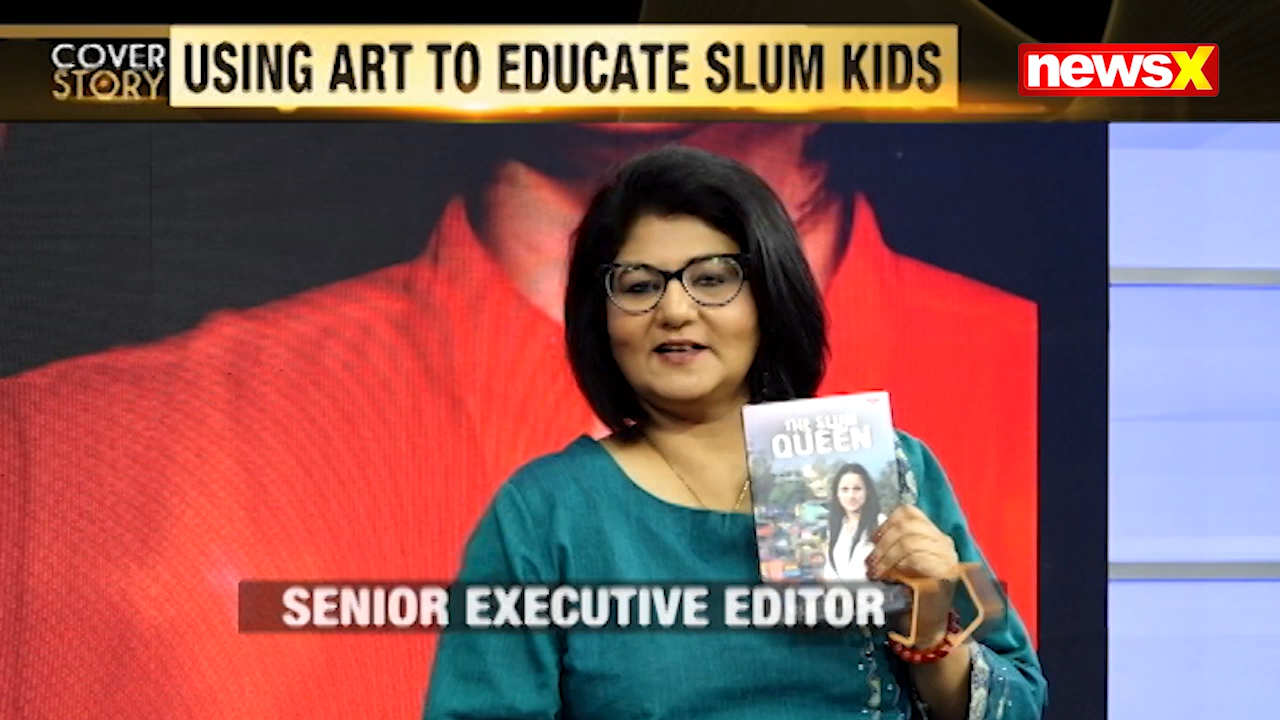 COVER
STORY
USING ART TO EDUCATE SLUM KIDS
newsX
THE SLUM
QUEEN
SENIOR EXECUTIVE EDITOR